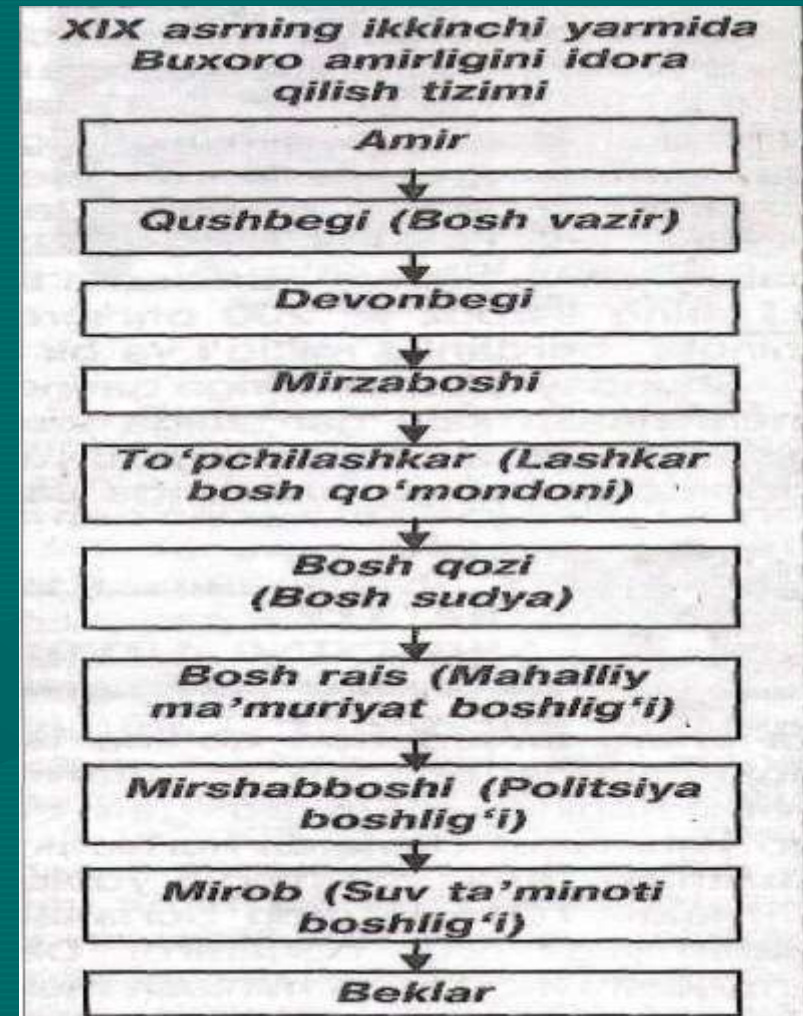 XIX asrning ikkinchi yarmida
Buxoro amirligini idora
qilish tizimi
Amir
Qushbegi (Bosh vazir)
Devonbegi
Mirzaboshi
To‘pchilashkar (Lashkar
bosh qo‘mondoni)
Bosh qozi
(Bosh sudya)
Bosh rais (Mahalliy
ma’muriyat boshlig‘i)
Mirshabboshi (Politsiya
boshlig‘i)
Mirob (Suv ta’minoti
boshlig‘i)
Beklar